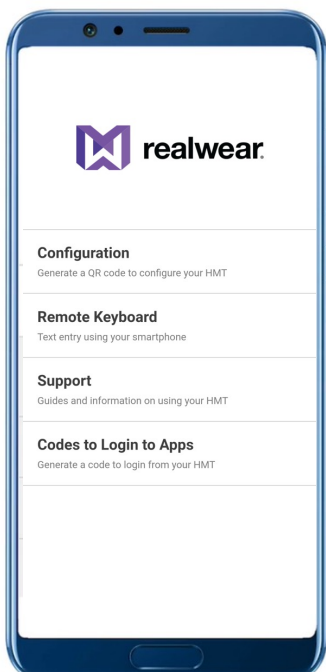 realwear.
Configuration
Generate a QR code to configure your HMT
Remote Keyboard
Text entry using your smartphone
Support
Guides and information on using your HMT
Codes to Login to Apps
Generate a code to login from your HMT